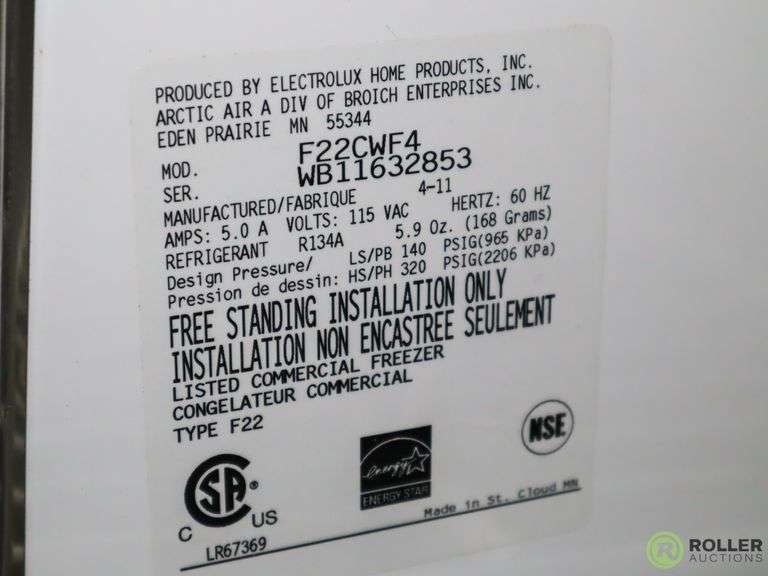 PRODUCED BY ELECTROLUX HOME PRODUCTS, INC.
ARCTIC AIR A DIV OF BROICH ENTERPRISES INC.
EDEN PRAIRIE MN 55344
MOD. F22CWF4
SER. WB11632853
MANUFACTURED/FABRIQUE 4-11
AMPS: 5.0 A VOLTS: 115 VAC HERTZ: 60 HZ
REFRIGERANT R134A 5.9 Oz. (168 Grams)
Design Pressure/ LS/PB 140 PSIG(965 KPa)
Pression de dessin: HS/PH 320 PSIG(2206 KPa)
FREE STANDING INSTALLATION ONLY
INSTALLATION NON ENCASTREE SEULEMENT
LISTED COMMERCIAL FREEZER
CONGELATEUR COMMERCIAL
TYPE F22
CSA ®
C US
LR67369
energy
ENERGY STAR
NSF
Made in St. Cloud MN
R ROLLER
AUCTIONS